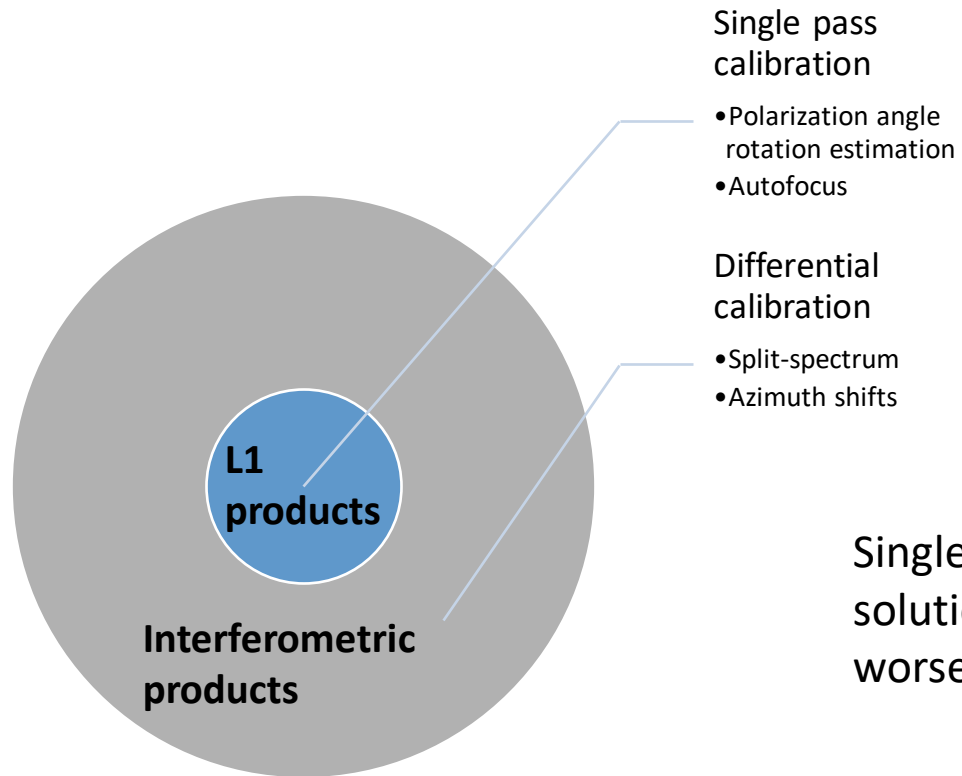 Single pass
calibration
•Polarization angle
rotation estimation
•Autofocus
Differential
calibration
•Split-spectrum
•Azimuth shifts
L1
products
Interferometric
products
Single
worse